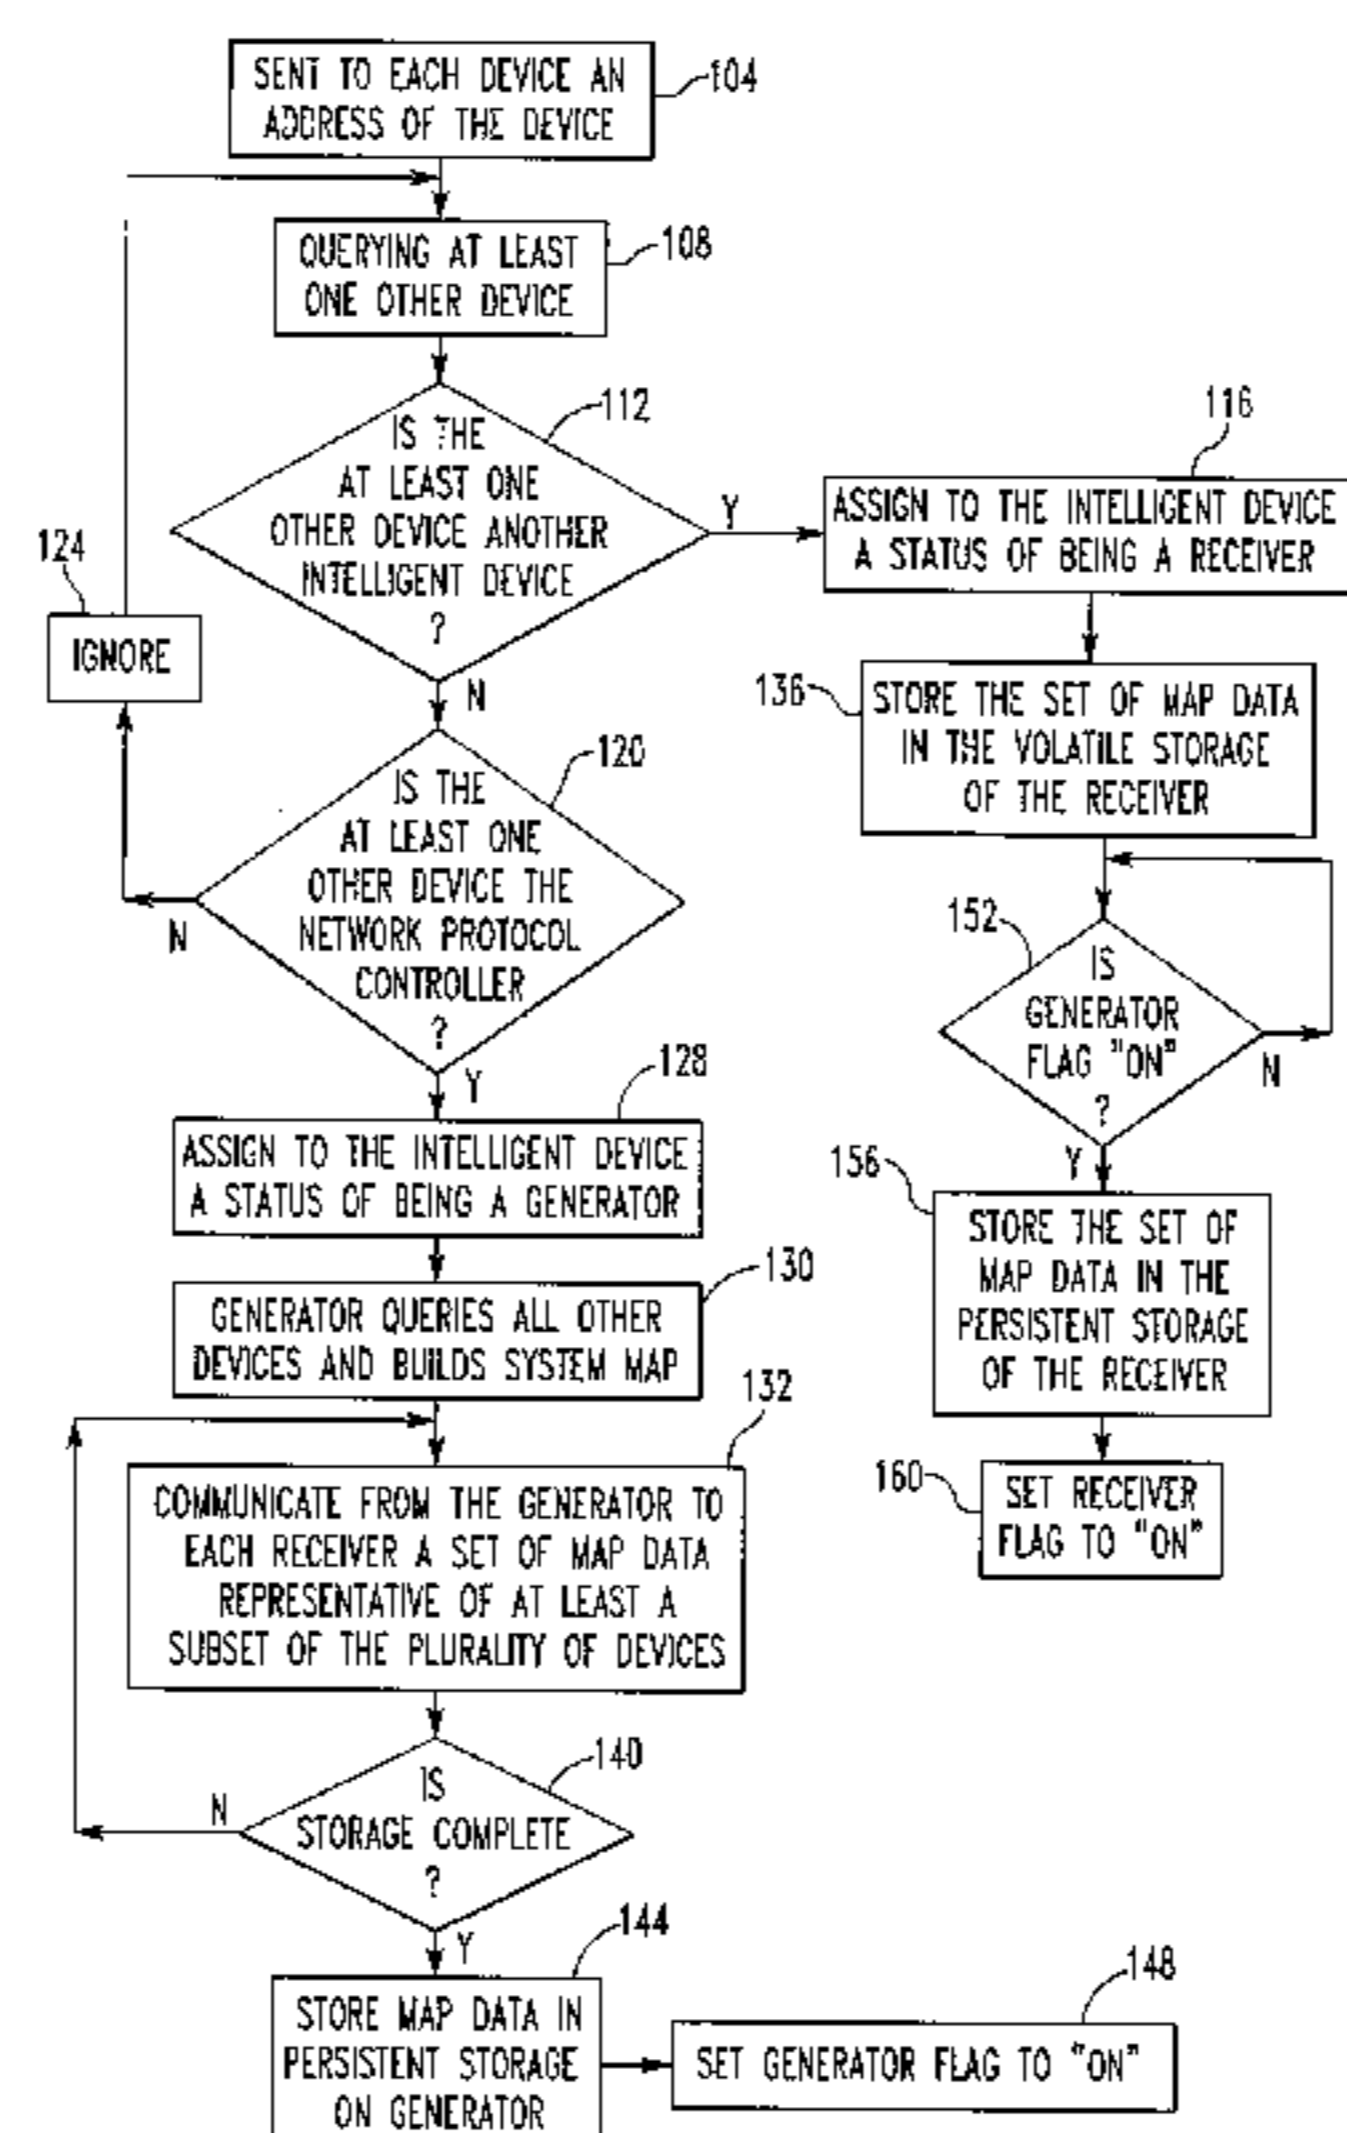 SENT TO EACH DEVICE AN
ADDRESS OF THE DEVICE
104
QUERYING AT LEAST
ONE OTHER DEVICE
108
IS THE
AT LEAST ONE
OTHER DEVICE ANOTHER
INTELLIGENT DEVICE
?
112
Y
N
116
ASSIGN TO THE INTELLIGENT DEVICE
A STATUS OF BEING A RECEIVER
124
IGNORE
136
STORE THE SET OF MAP DATA
IN THE VOLATILE STORAGE
OF THE RECEIVER
120
IS THE
AT LEAST ONE
OTHER DEVICE THE
NETWORK PROTOCOL
CONTROLLER
?
N
Y
152
IS
GENERATOR
FLAG "ON"
?
N
Y
128
ASSIGN TO THE INTELLIGENT DEVICE
A STATUS OF BEING A GENERATOR
156
STORE THE SET OF
MAP DATA IN THE
PERSISTENT STORAGE
OF THE RECEIVER
130
GENERATOR QUERIES ALL OTHER
DEVICES AND BUILDS SYSTEM MAP
132
COMMUNICATE FROM THE GENERATOR TO
EACH RECEIVER A SET OF MAP DATA
REPRESENTATIVE OF AT LEAST A
SUBSET OF THE PLURALITY OF DEVICES
160
SET RECEIVER
FLAG TO "ON"
140
IS
STORAGE COMPLETE
?
N
Y
144
STORE MAP DATA IN
PERSISTENT STORAGE
ON GENERATOR
148
SET GENERATOR FLAG TO "ON"